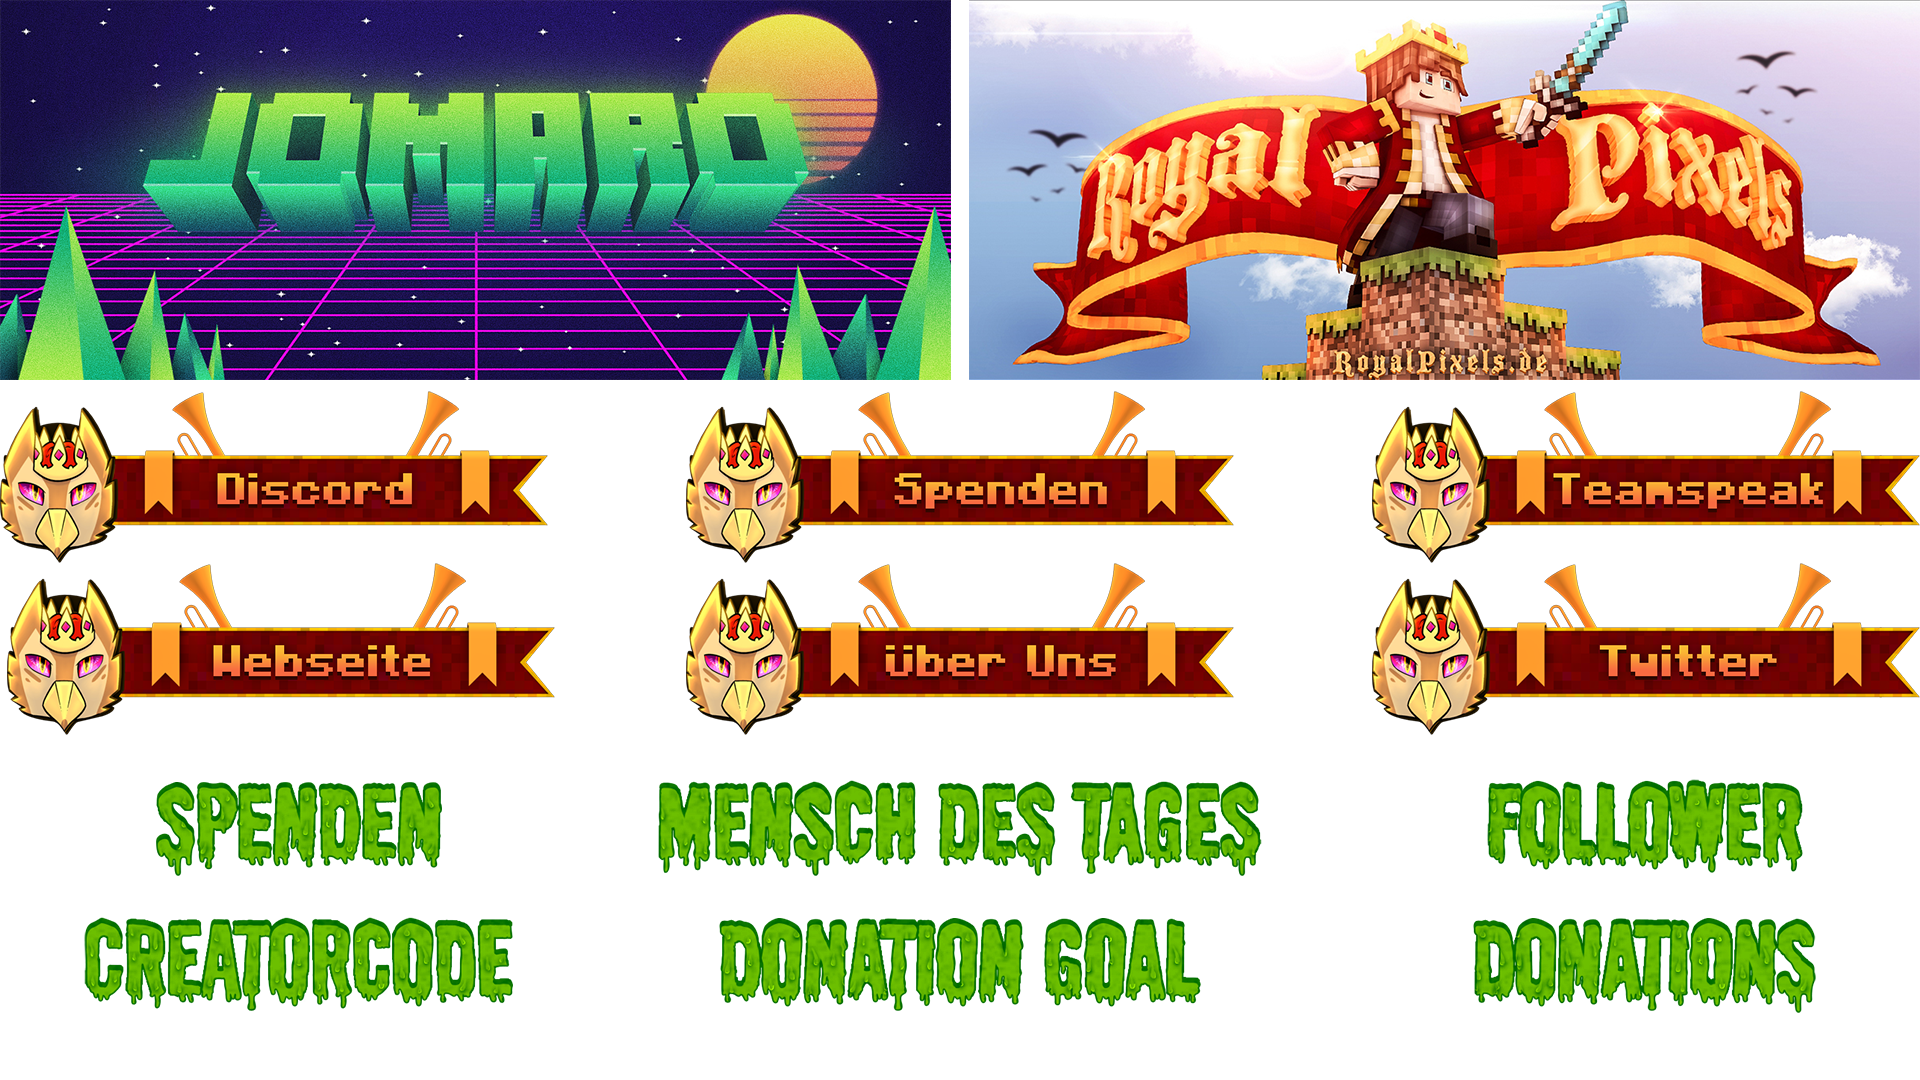 JOMARO
Royal Pixels
RoyalPixels.de
Discord
Spenden
Teamspeak
Webseite
über Uns
Twitter
SPENDEN
MENSCH DES TAGES
FOLLOWER
CREATORCODE
DONATION GOAL
DONATIONS